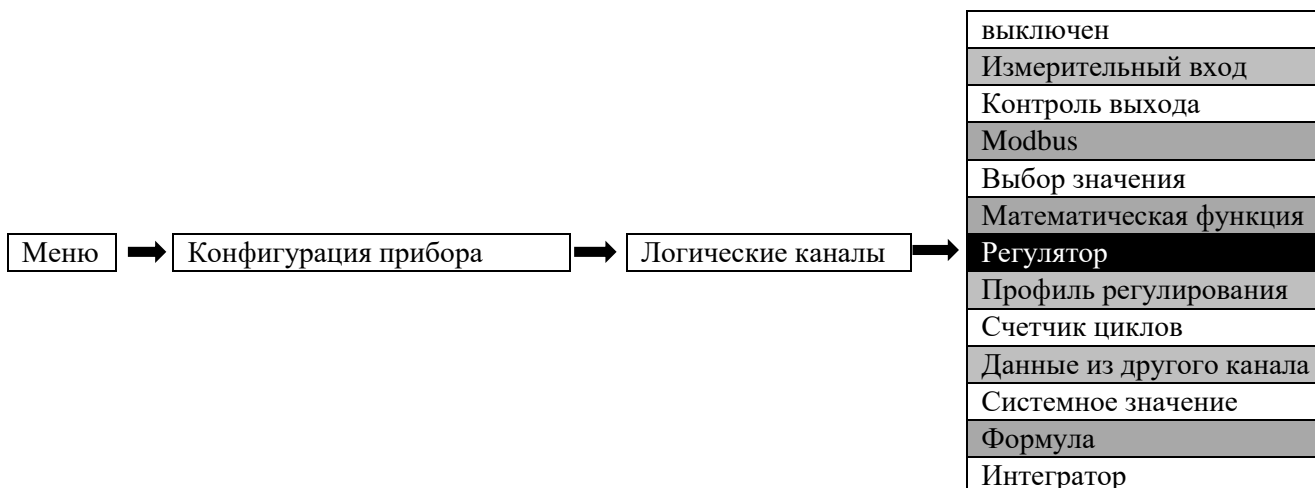 выключен
Измерительный вход
Контроль выхода
Modbus
Выбор значения
Математическая функция
Меню
Конфигурация прибора
Логические каналы
Регулятор
Профиль регулирования
Счетчик циклов
Данные из другого канала
Системное значение
Формула
Интегратор